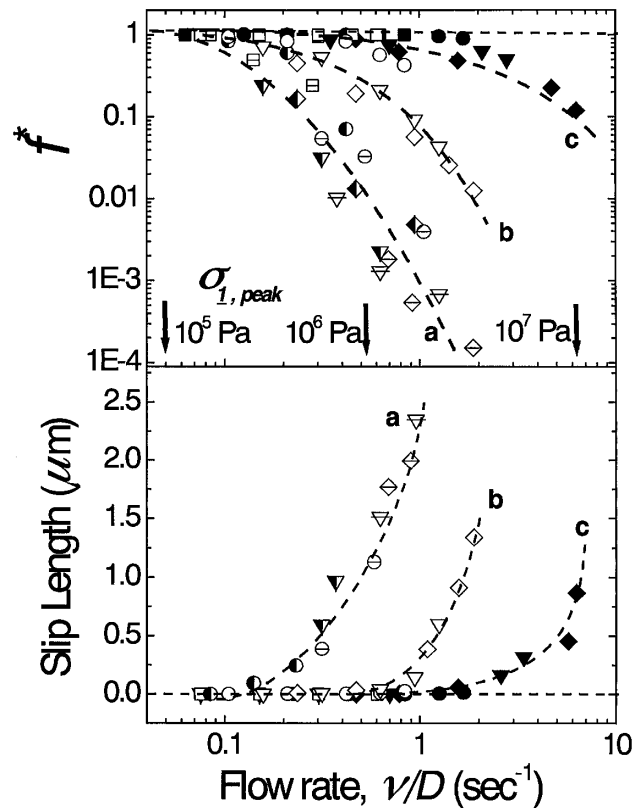 1
f*
0.1
c
0.01
b
σ1, peak
1E-3
a
10^5 Pa
10^6 Pa
10^7 Pa
1E-4
2.5
a
2.0
b
c
1.5
Slip Length (μm)
1.0
0.5
0.0
0.1
1
10
Flow rate, ν/D (sec⁻¹)